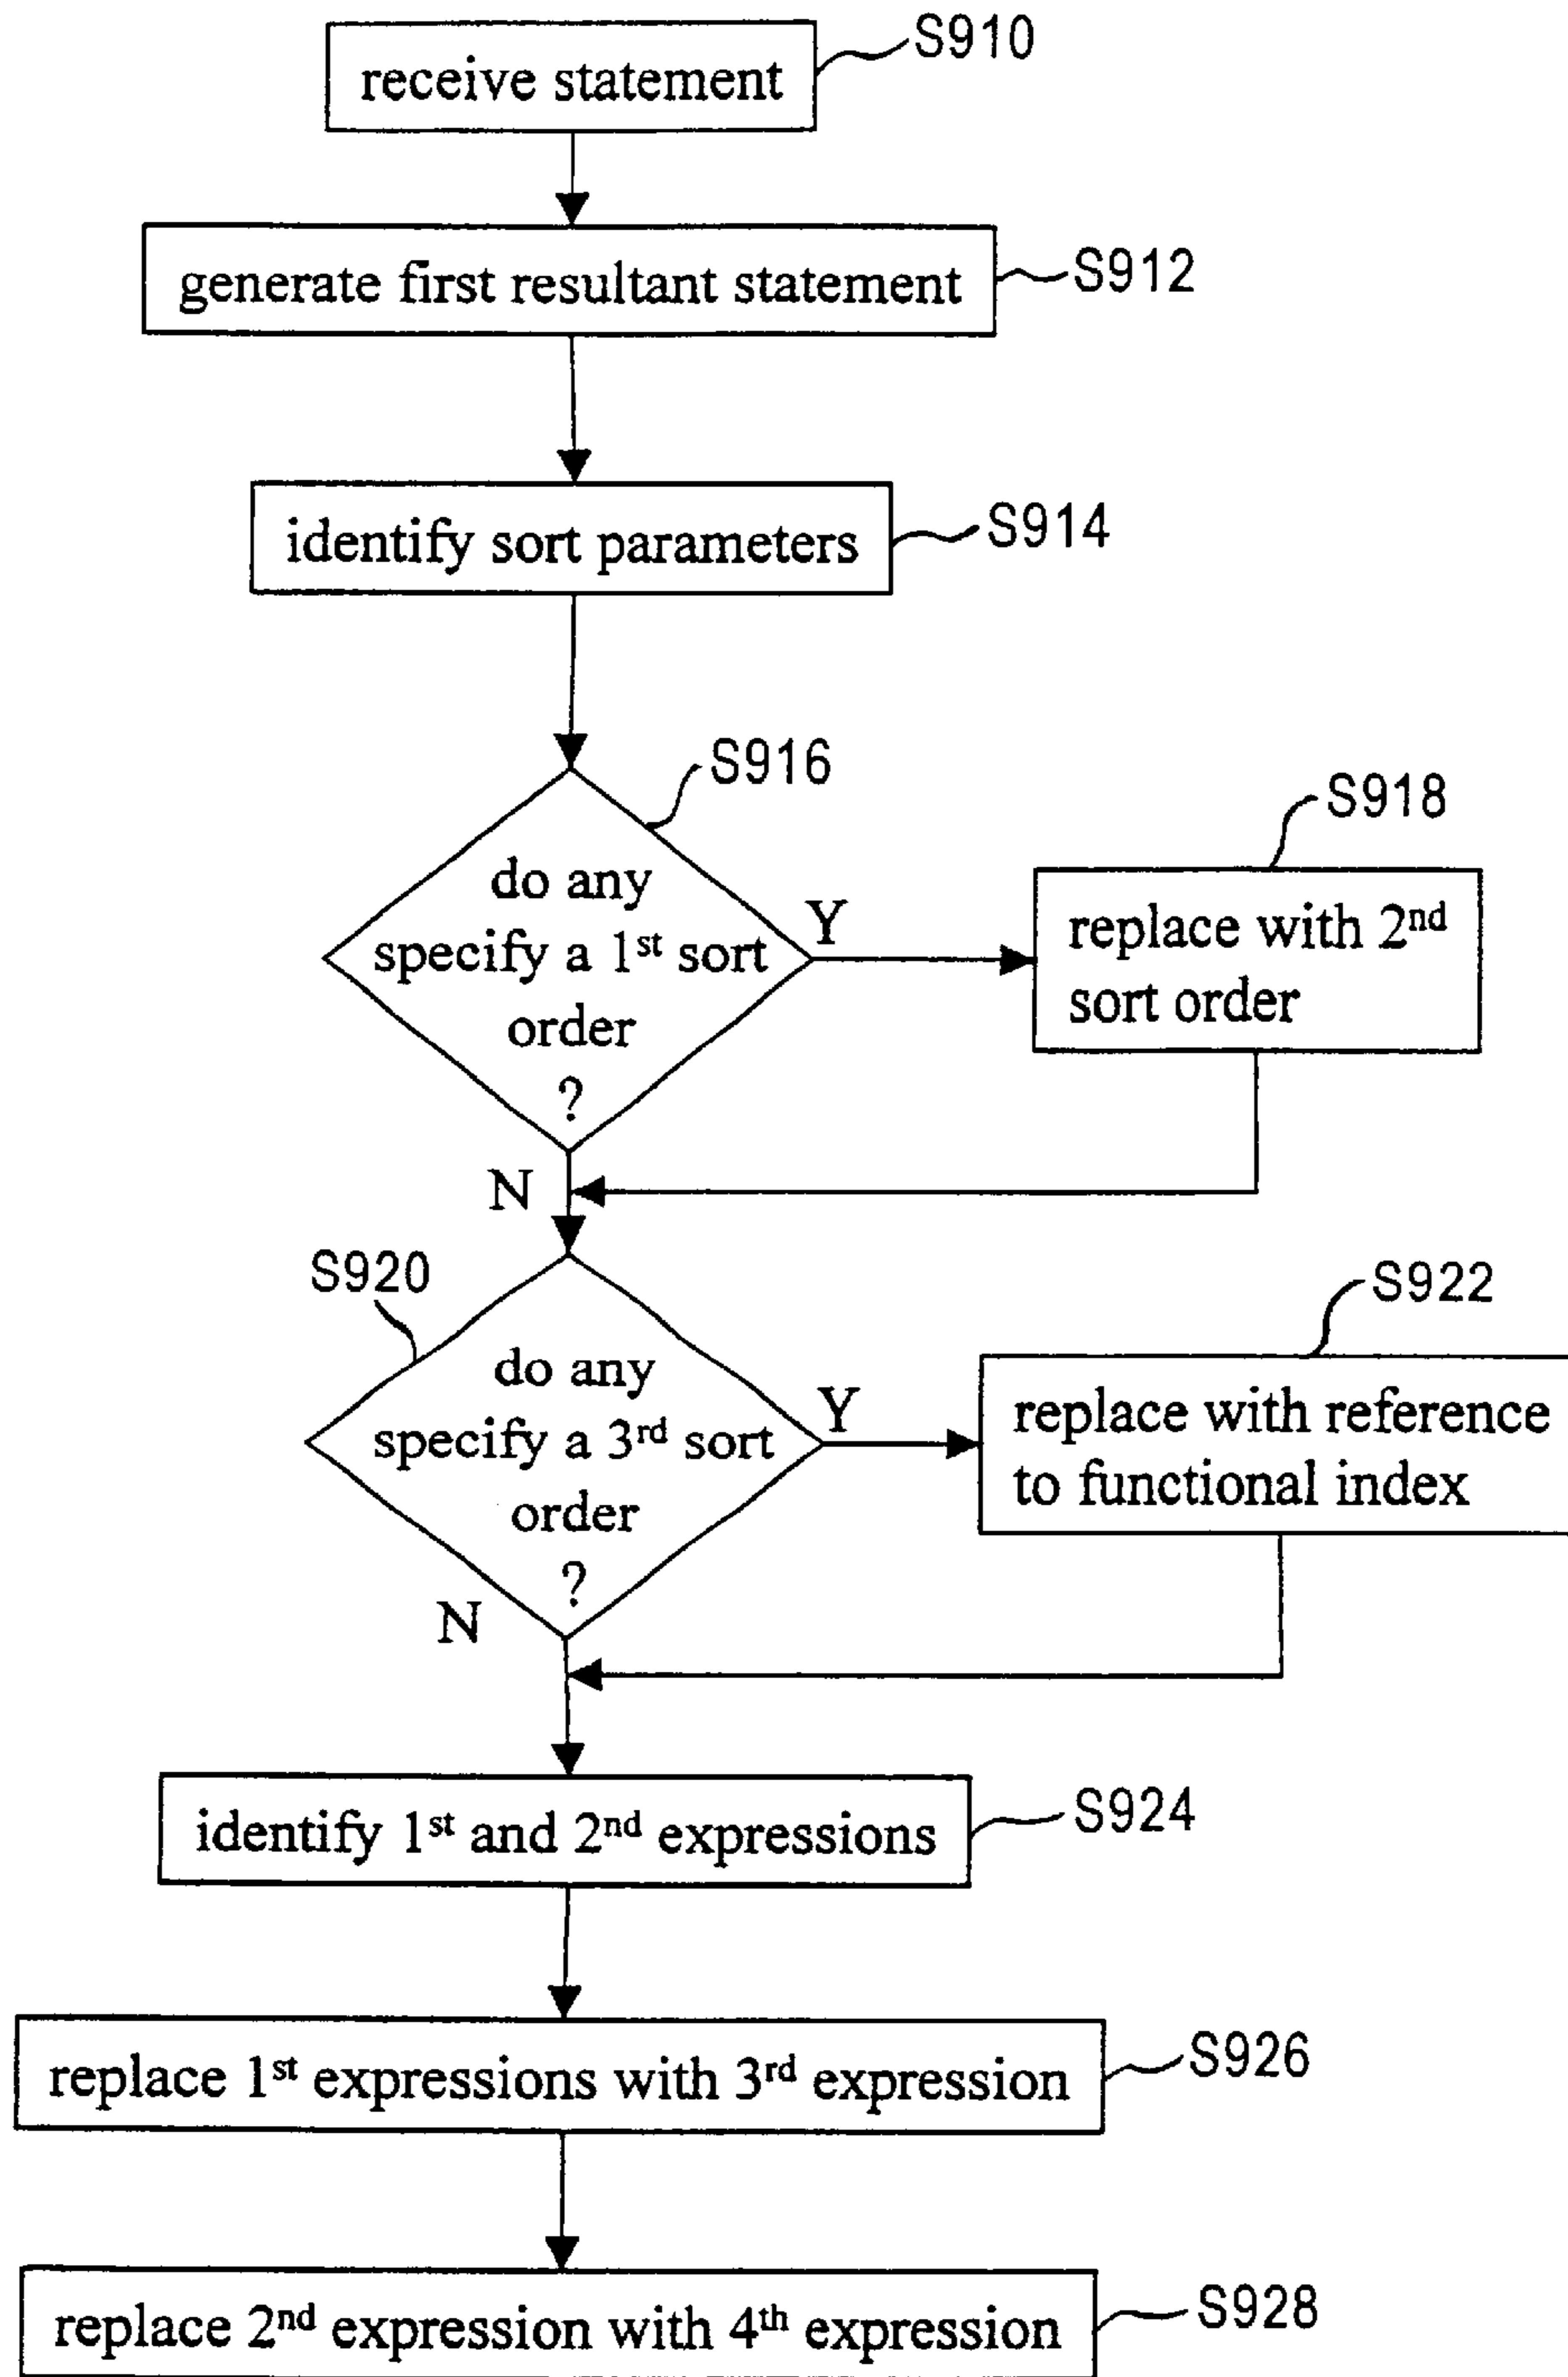 S910
receive statement
S912
generate first resultant statement
S914
identify sort parameters
S916
do any
specify a 1st sort
order
?
Y
N
S918
replace with 2nd
sort order
S920
do any
specify a 3rd sort
order
?
Y
N
S922
replace with reference
to functional index
S924
identify 1st and 2nd expressions
S926
replace 1st expressions with 3rd expression
S928
replace 2nd expression with 4th expression